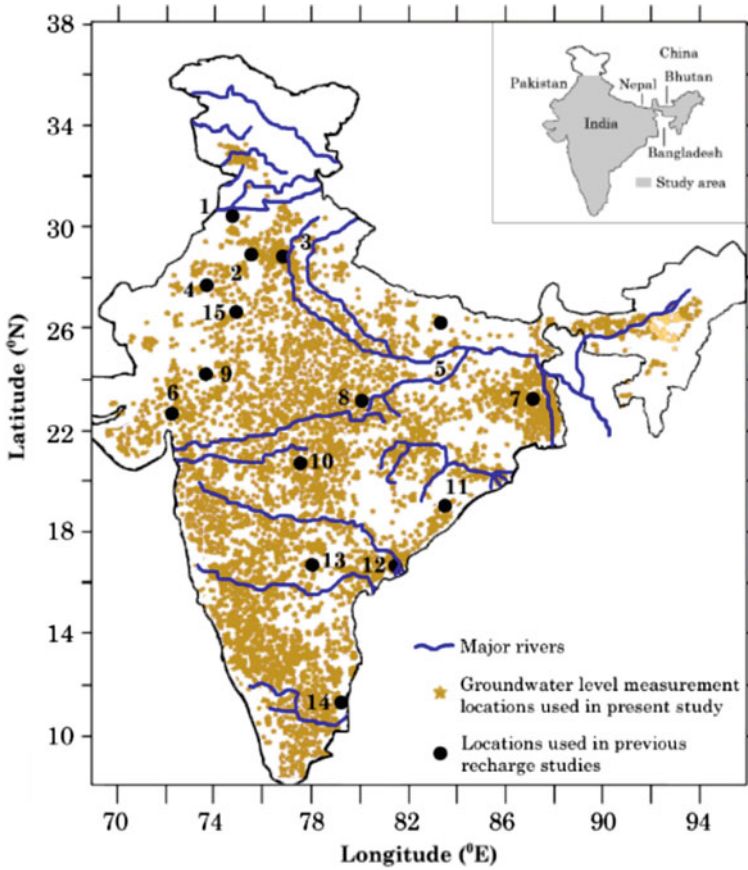 38
34
30
26
22
18
14
10
Latitude (⁰N)
70
74
78
82
86
90
94
Longitude (⁰E)
China
Pakistan
Nepal
Bhutan
India
Bangladesh
Study area
1
2
3
4
15
5
9
6
8
7
10
11
13
12
14
Major rivers
Groundwater level measurement
locations used in present study
Locations used in previous
recharge studies